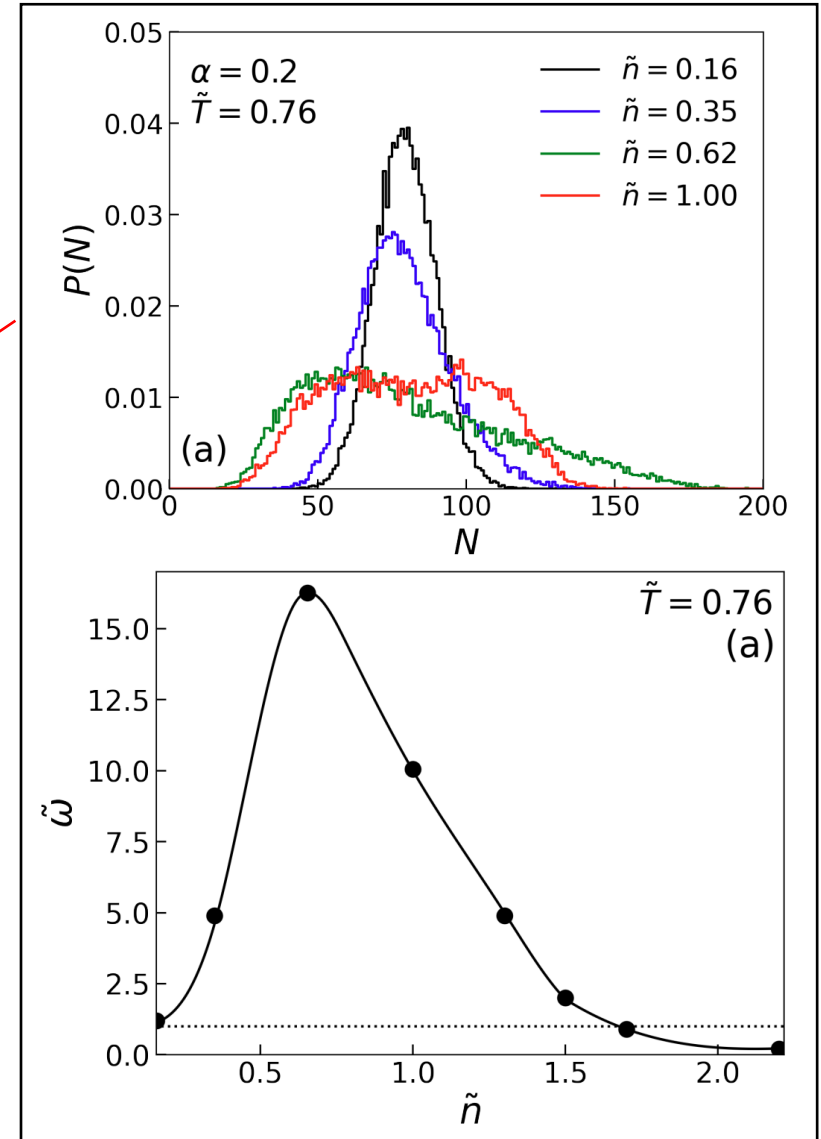 0.05
α = 0.2
T̃ = 0.76
ñ = 0.16
ñ = 0.35
ñ = 0.62
ñ = 1.00
0.04
0.03
0.02
0.01
0.00
P(N)
(a)
0 50 100 150 200
N
T̃ = 0.76
(a)
15.0
12.5
10.0
7.5
5.0
2.5
0.0
ω̃
0.5 1.0 1.5 2.0
ñ